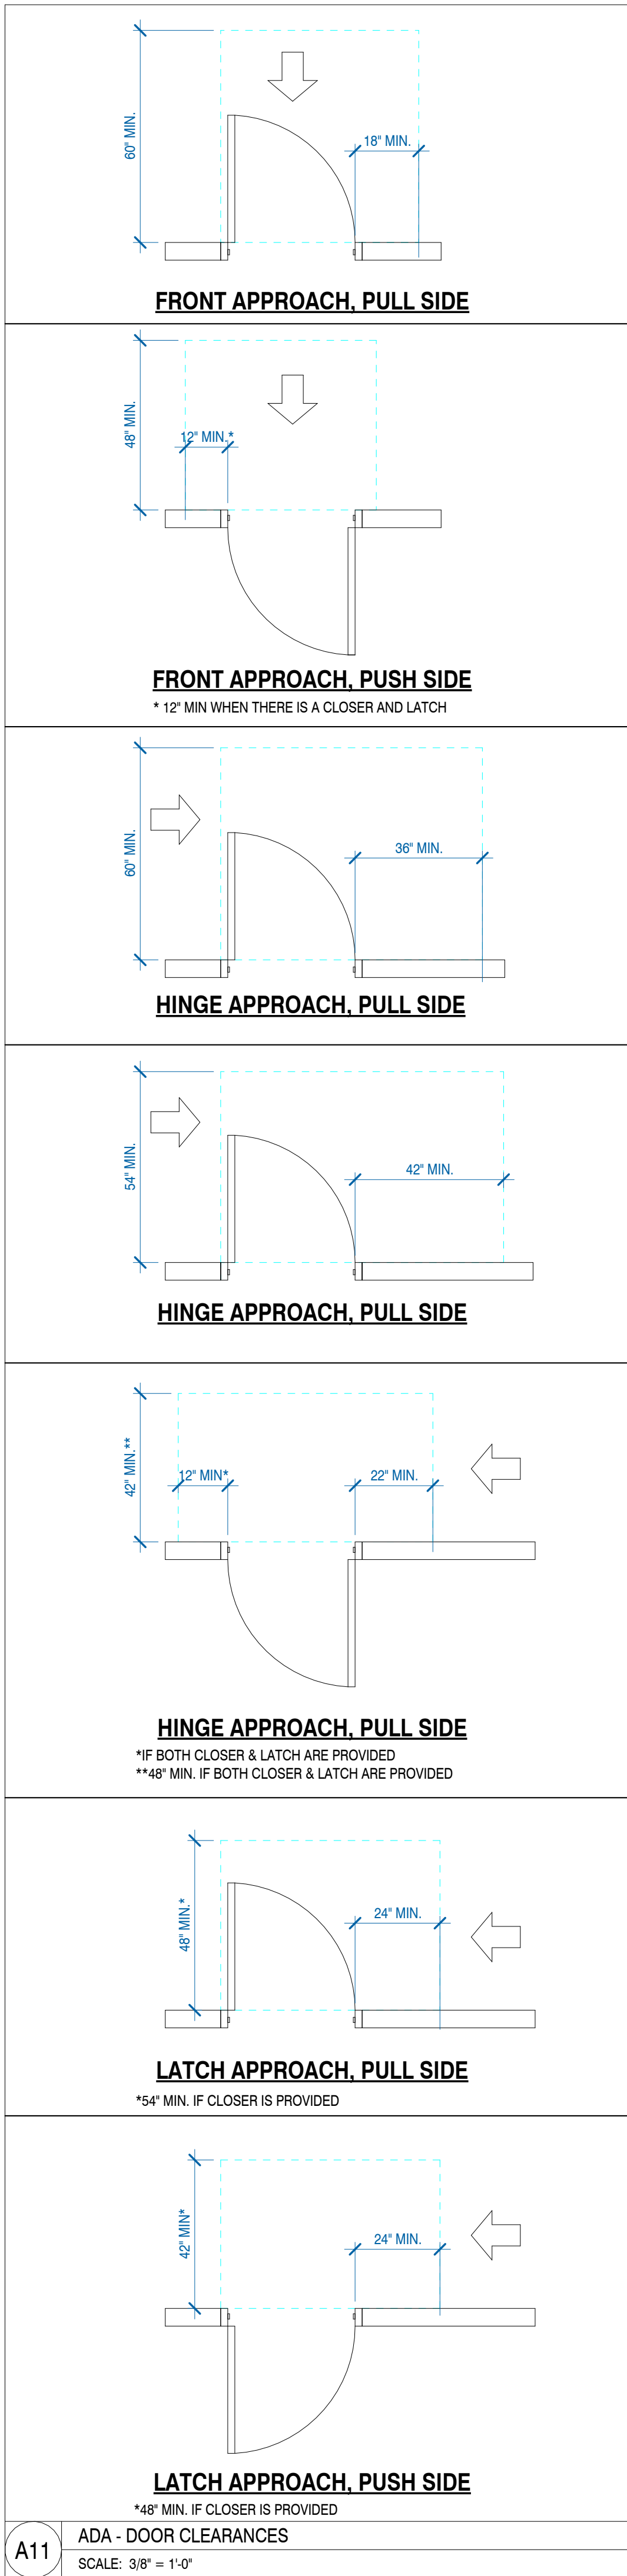 60" MIN.
18" MIN.
FRONT APPROACH, PULL SIDE
48" MIN.
12" MIN.*
FRONT APPROACH, PUSH SIDE
* 12" MIN WHEN THERE IS A CLOSER AND LATCH
60" MIN.
36" MIN.
HINGE APPROACH, PULL SIDE
54" MIN.
42" MIN.
HINGE APPROACH, PULL SIDE
42" MIN.**
12" MIN*
22" MIN.
HINGE APPROACH, PULL SIDE
*IF BOTH CLOSER & LATCH ARE PROVIDED
**48" MIN. IF BOTH CLOSER & LATCH ARE PROVIDED
48" MIN.*
24" MIN.
LATCH APPROACH, PULL SIDE
*54" MIN. IF CLOSER IS PROVIDED
42" MIN*
24" MIN.
LATCH APPROACH, PUSH SIDE
*48" MIN. IF CLOSER IS PROVIDED
A11
ADA - DOOR CLEARANCES
SCALE: 3/8" = 1'-0"